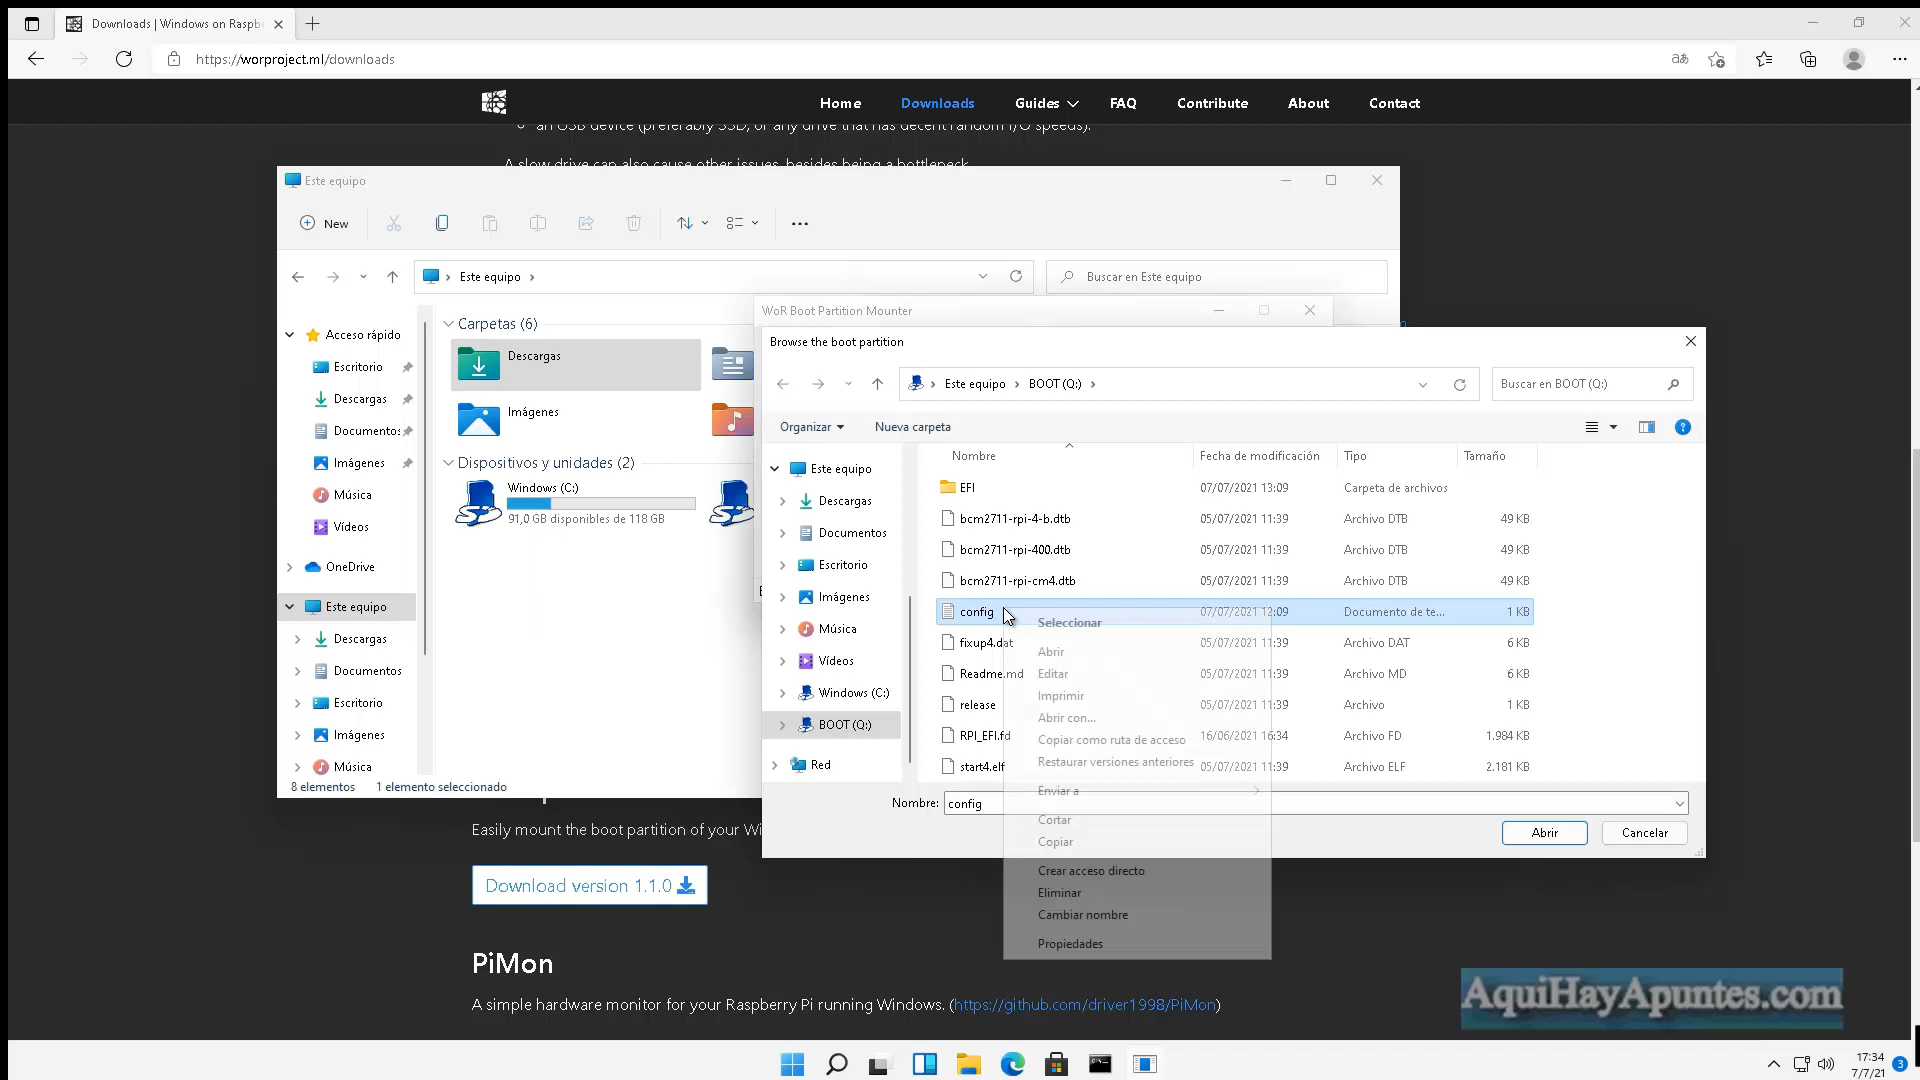 Downloads | Windows on Raspb
https://worproject.ml/downloads
Home
Downloads
Guides
FAQ
Contribute
About
Contact
an USB device (preferably SSD, or any drive that has decent random I/O speeds).
A slow drive can also cause other issues, besides being a bottleneck.
Este equipo
New
Este equipo
Buscar en Este equipo
Acceso rápido
Escritorio
Descargas
Documentos
Imágenes
Música
Vídeos
OneDrive
Este equipo
Descargas
Documentos
Escritorio
Imágenes
Música
8 elementos
1 elemento seleccionado
Carpetas (6)
Descargas
Imágenes
Dispositivos y unidades (2)
Windows (C:)
91,0 GB disponibles de 118 GB
WoR Boot Partition Mounter
Browse the boot partition
Este equipo
BOOT (Q:)
Buscar en BOOT (Q:)
Organizar
Nueva carpeta
Este equipo
Descargas
Documentos
Escritorio
Imágenes
Música
Vídeos
Windows (C:)
BOOT (Q:)
Red
Nombre Fecha de modificación Tipo Tamaño
EFI 07/07/2021 13:09 Carpeta de archivos
bcm2711-rpi-4-b.dtb 05/07/2021 11:39 Archivo DTB 49 KB
bcm2711-rpi-400.dtb 05/07/2021 11:39 Archivo DTB 49 KB
bcm2711-rpi-cm4.dtb 05/07/2021 11:39 Archivo DTB 49 KB
config 07/07/2021 12:09 Documento de te... 1 KB
fixup4.dat 05/07/2021 11:39 Archivo DAT 6 KB
Readme.md 05/07/2021 11:39 Archivo MD 6 KB
release 05/07/2021 11:39 Archivo 1 KB
RPI_EFI.fd 16/06/2021 16:34 Archivo FD 1.984 KB
start4.elf 05/07/2021 11:39 Archivo ELF 2.181 KB
Seleccionar
Abrir
Editar
Imprimir
Abrir con...
Copiar como ruta de acceso
Restaurar versiones anteriores
Enviar a
Cortar
Copiar
Crear acceso directo
Eliminar
Cambiar nombre
Propiedades
Nombre: config
Abrir
Cancelar
Easily mount the boot partition of your Wi
Download version 1.1.0
PiMon
A simple hardware monitor for your Raspberry Pi running Windows. (https://github.com/driver1998/PiMon)
AquiHayApuntes.com
17:34
7/7/21
3